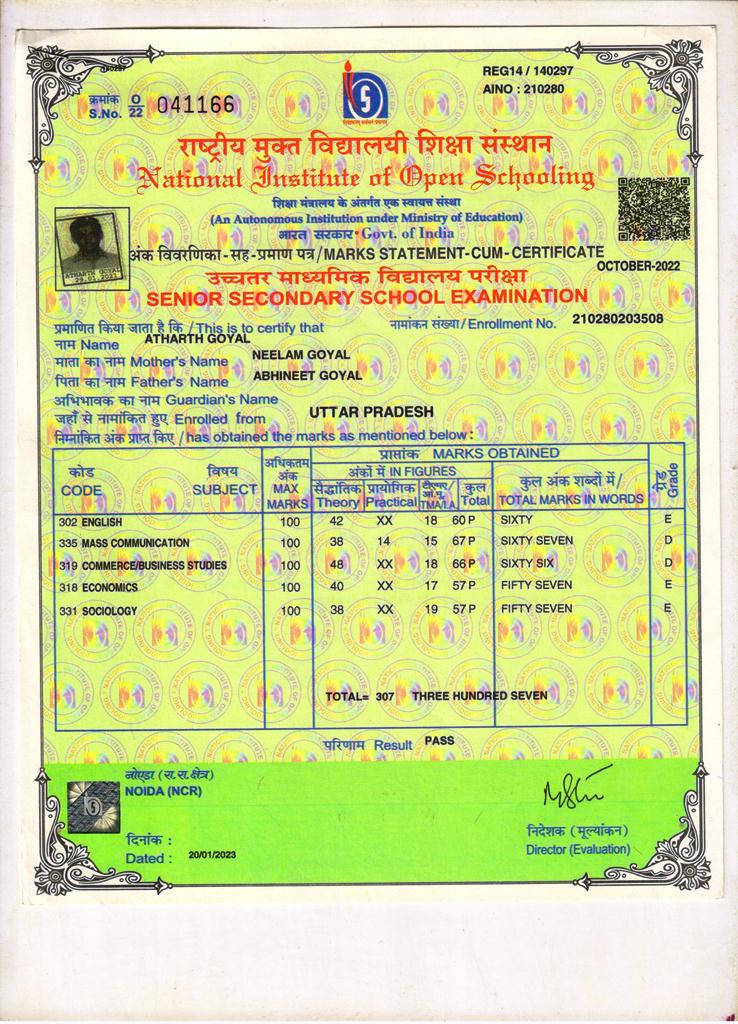 140297
क्रमांक
S.No.
O
22
041166
REG14 / 140297
AINO : 210280
राष्ट्रीय मुक्त विद्यालयी शिक्षा संस्थान
National Institute of Open Schooling
शिक्षा मंत्रालय के अंतर्गत एक स्वायत्त संस्था
(An Autonomous Institution under Ministry of Education)
भारत सरकार • Govt. of India
ATHARTH GOYAL
अंक विवरणिका - सह - प्रमाण पत्र / MARKS STATEMENT-CUM-CERTIFICATE
OCTOBER-2022
उच्चतर माध्यमिक विद्यालय परीक्षा
SENIOR SECONDARY SCHOOL EXAMINATION
प्रमाणित किया जाता है कि / This is to certify that
नामांकन संख्या / Enrollment No. 210280203508
नाम Name ATHARTH GOYAL
माता का नाम Mother's Name NEELAM GOYAL
पिता का नाम Father's Name ABHINEET GOYAL
अभिभावक का नाम Guardian's Name
जहाँ से नामांकित हुए Enrolled from UTTAR PRADESH
निम्नांकित अंक प्राप्त किए / has obtained the marks as mentioned below :
कोड CODE
विषय SUBJECT
अधिकतम अंक MAX MARKS
प्राप्तांक MARKS OBTAINED
अंकों में IN FIGURES
सैद्धांतिक Theory
प्रायोगिक Practical
TMA/I.A.
कुल Total
कुल अंक शब्दों में / TOTAL MARKS IN WORDS
ग्रेड Grade
302 ENGLISH 100 42 XX 18 60 P SIXTY E
335 MASS COMMUNICATION 100 38 14 15 67 P SIXTY SEVEN D
319 COMMERCE/BUSINESS STUDIES 100 48 XX 18 66 P SIXTY SIX D
318 ECONOMICS 100 40 XX 17 57 P FIFTY SEVEN E
331 SOCIOLOGY 100 38 XX 19 57 P FIFTY SEVEN E
TOTAL= 307 THREE HUNDRED SEVEN
परिणाम Result PASS
नोएडा (रा.रा.क्षेत्र)
NOIDA (NCR)
दिनांक :
Dated : 20/01/2023
निदेशक (मूल्यांकन)
Director (Evaluation)